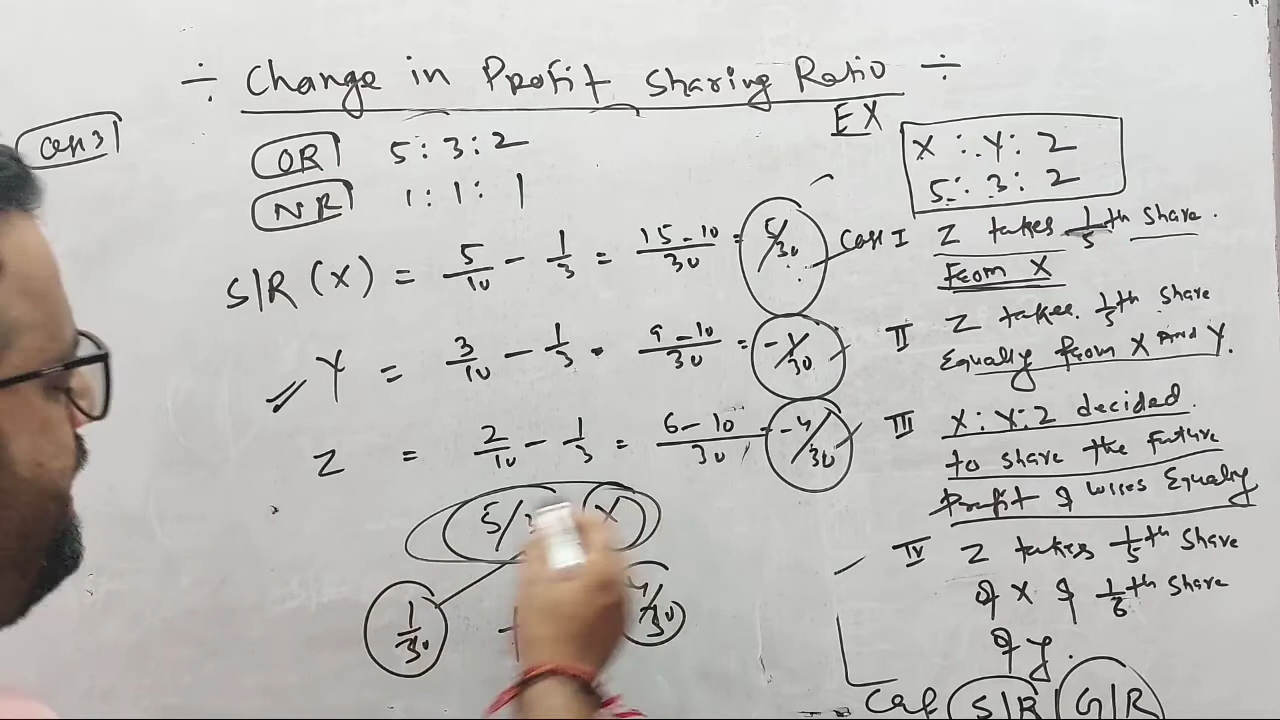 ÷ Change in Profit Sharing Ratio ÷
OR 5:3:2
NR 1:1:1
S/R (X) = 5/10 - 1/3 = 15-10/30 = 5/30
Y = 3/10 - 1/3 = 9-10/30 = -1/30
Z = 2/10 - 1/3 = 6-10/30 = -4/30
5/ X
1/30 4/30
EX
X : Y : Z
5 : 3 : 2
Case I Z takes 1/5th Share.
From X
II Z takes 1/5th Share
Equally from X and Y.
III X:Y:Z decided
to share the Future
Profit &
Equally
IV Z takes 1/5th Share
of X & 1/6th Share
of Y.
Cal S/R G/R